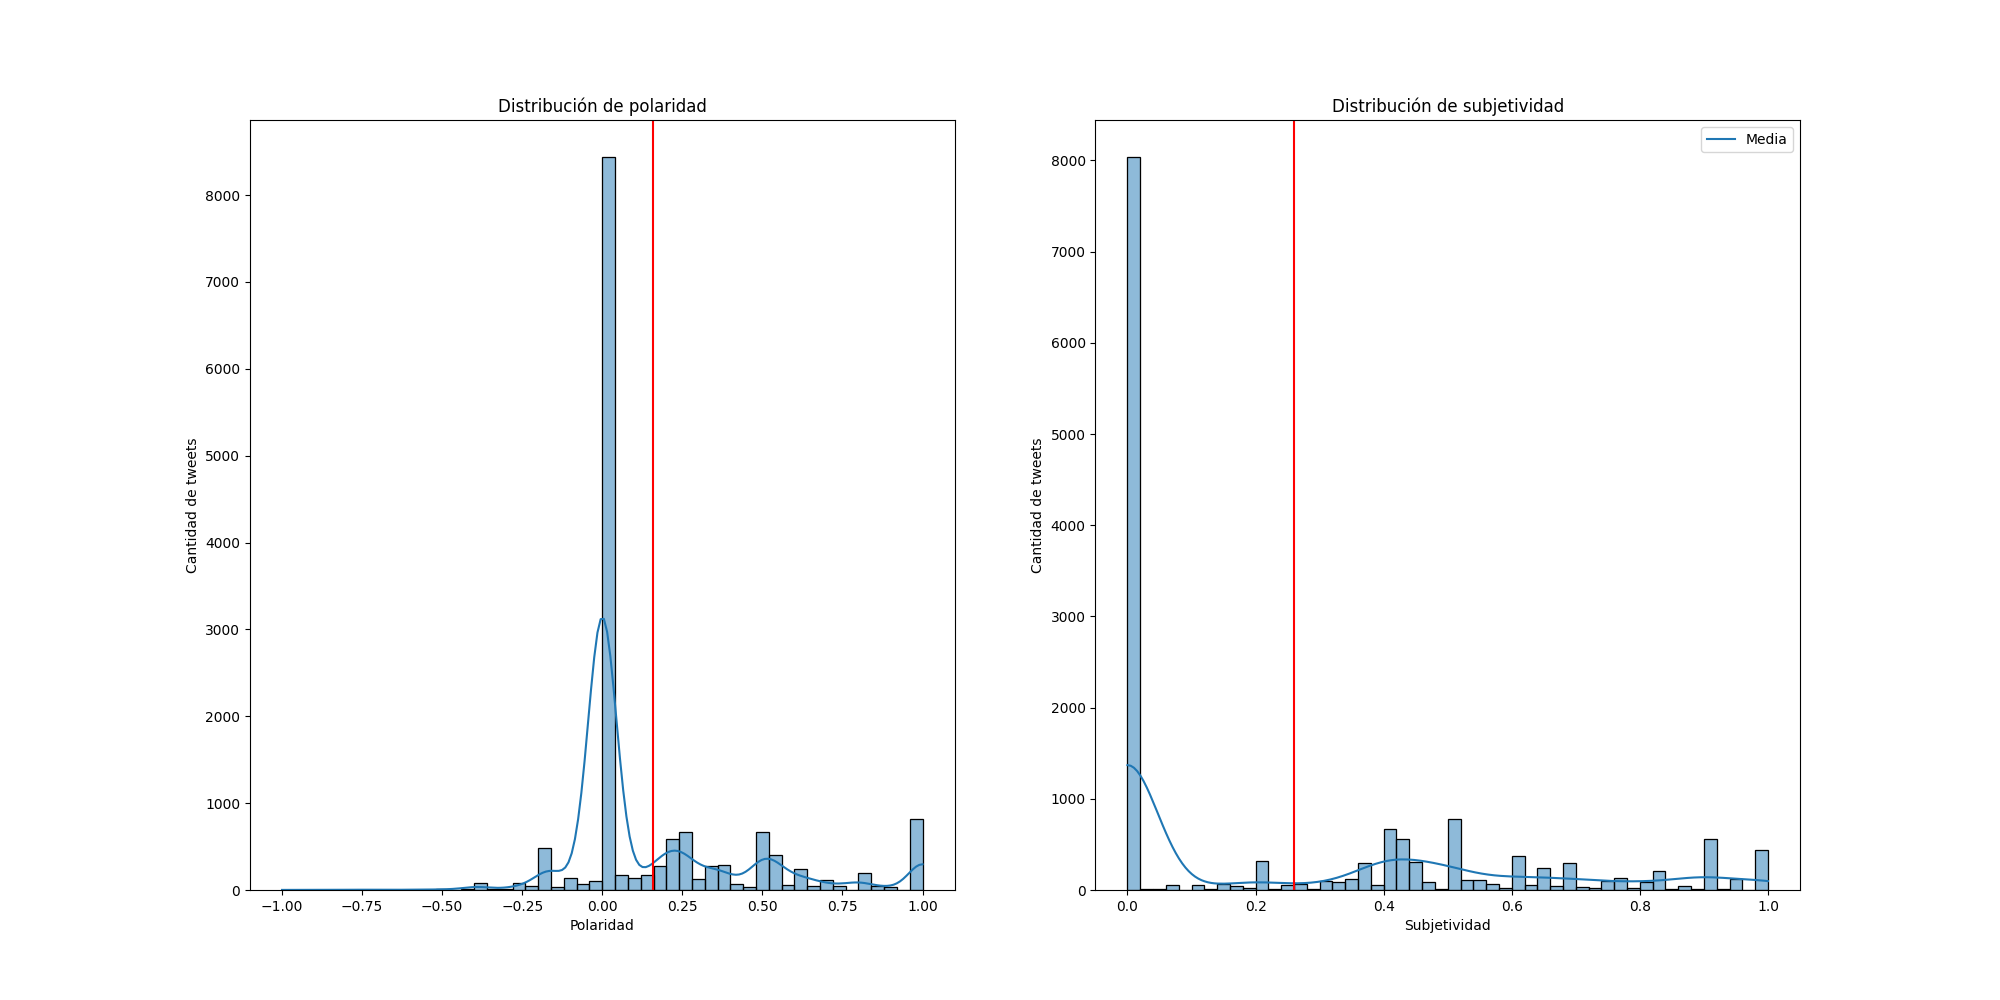 Distribución de polaridad
Cantidad de tweets
8000
7000
6000
5000
4000
3000
2000
1000
0
−1.00 −0.75 −0.50 −0.25 0.00 0.25 0.50 0.75 1.00
Polaridad
Distribución de subjetividad
Media
Cantidad de tweets
8000
7000
6000
5000
4000
3000
2000
1000
0
0.0 0.2 0.4 0.6 0.8 1.0
Subjetividad